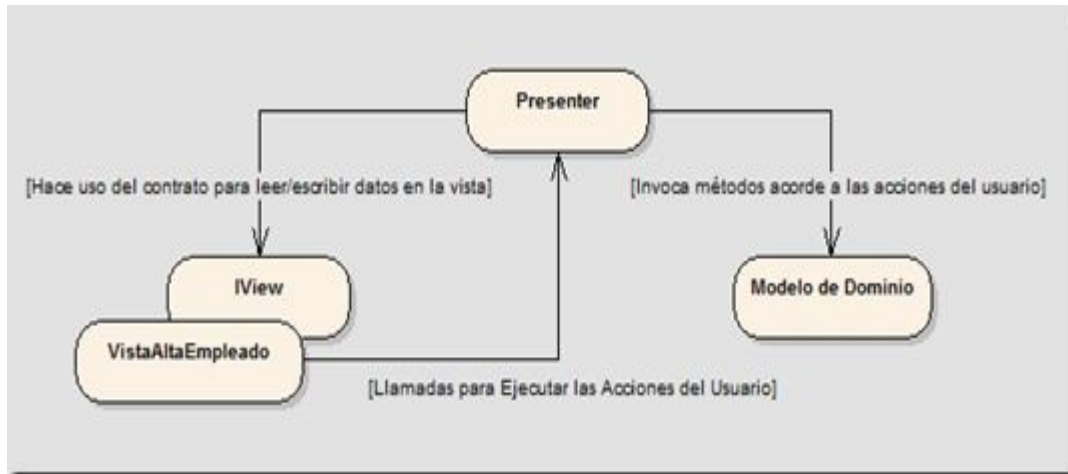 Presenter
[Hace uso del contrato para leer/escribir datos en la vista]
[Invoca métodos acorde a las acciones del usuario]
IView
Modelo de Dominio
VistaAltaEmpleado
[Llamadas para Ejecutar las Acciones del Usuario]